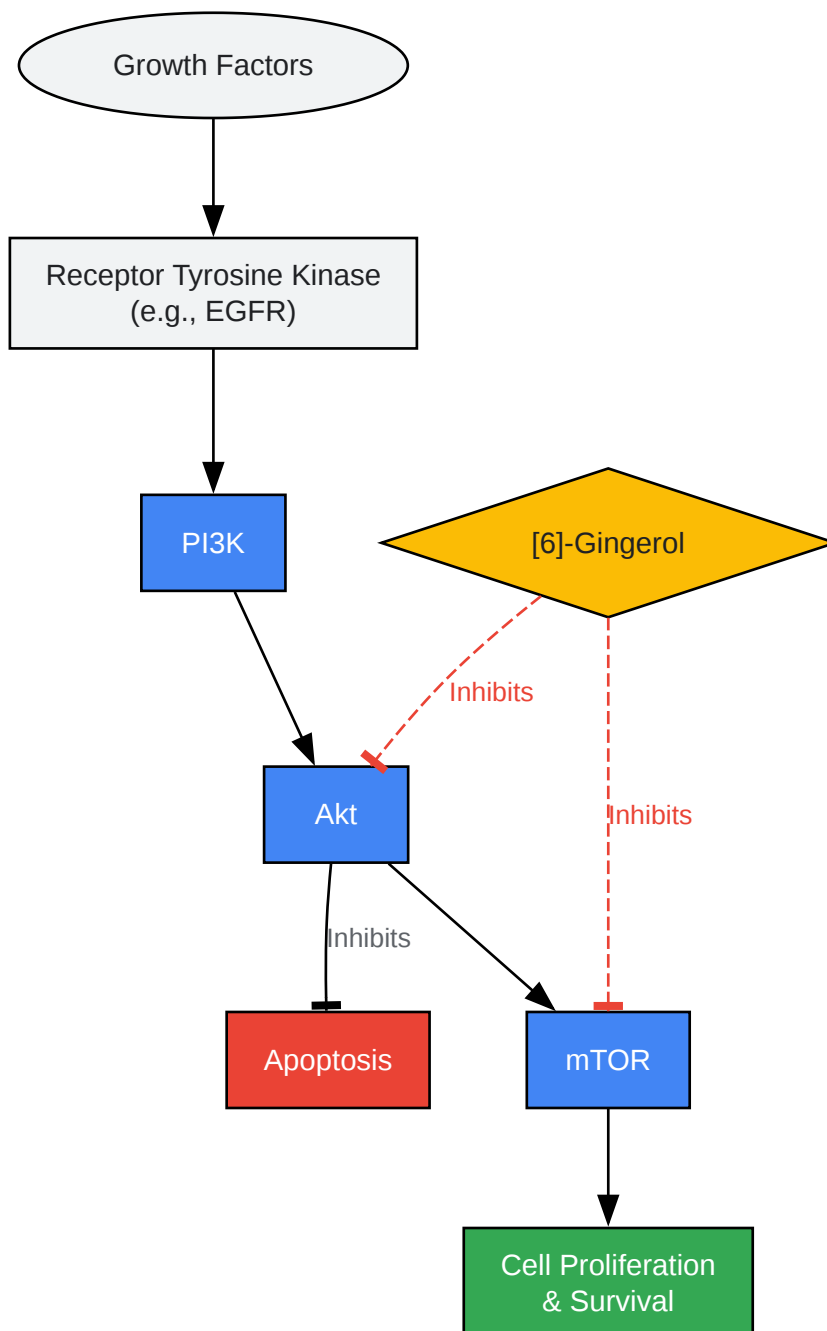 Growth Factors
Receptor Tyrosine Kinase
(e.g., EGFR)
PI3K
[6]-Gingerol
Inhibits
Akt
Inhibits
Inhibits
Apoptosis
mTOR
Cell Proliferation
& Survival